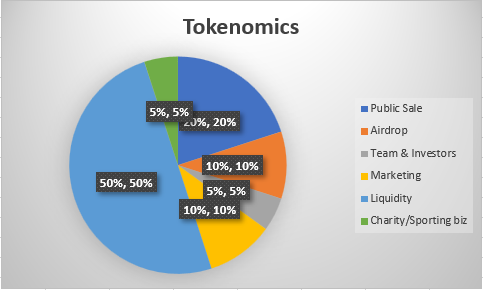 Tokenomics
5%, 5%
20%, 20%
10%, 10%
5%, 5%
10%, 10%
50%, 50%
Public Sale
Airdrop
Team & Investors
Marketing
Liquidity
Charity/Sporting biz